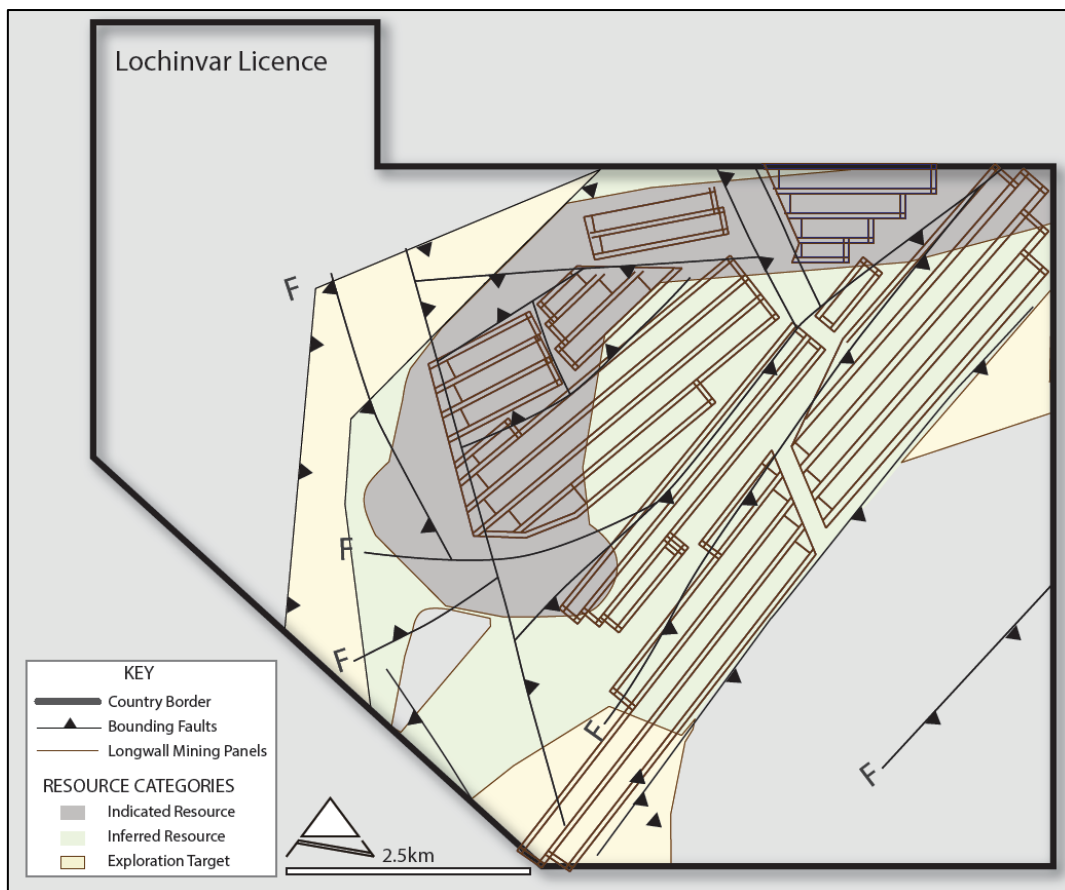 Lochinvar Licence
F
F
F
F
F
KEY
Country Border
Bounding Faults
Longwall Mining Panels
RESOURCE CATEGORIES
Indicated Resource
Inferred Resource
Exploration Target
2.5km